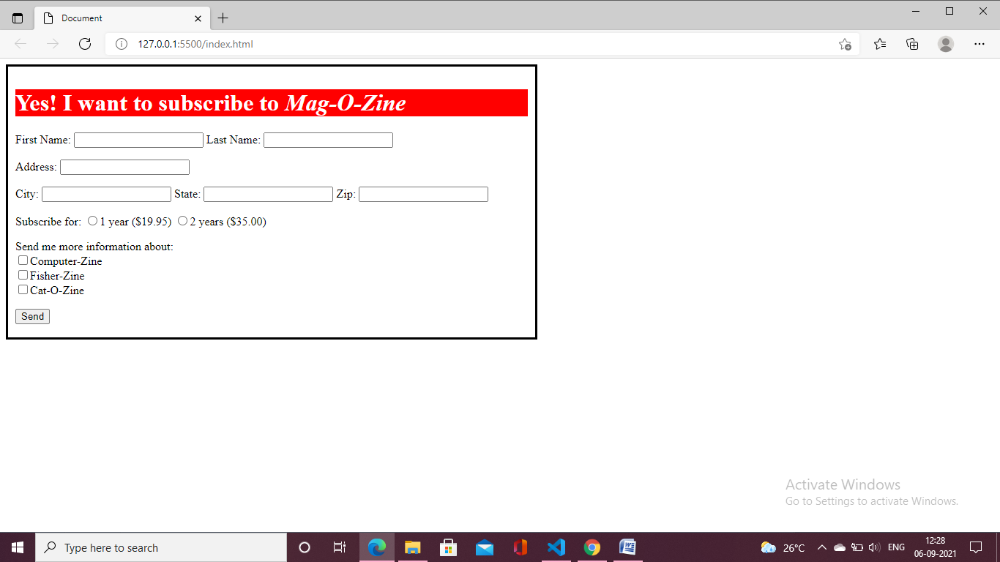 Document
127.0.0.1:5500/index.html
Yes! I want to subscribe to Mag-O-Zine
First Name: Last Name:
Address:
City: State: Zip:
Subscribe for: 1 year ($19.95) 2 years ($35.00)
Send me more information about:
Computer-Zine
Fisher-Zine
Cat-O-Zine
Send
Activate Windows
Go to Settings to activate Windows.
Type here to search
26°C
ENG
12:28
06-09-2021